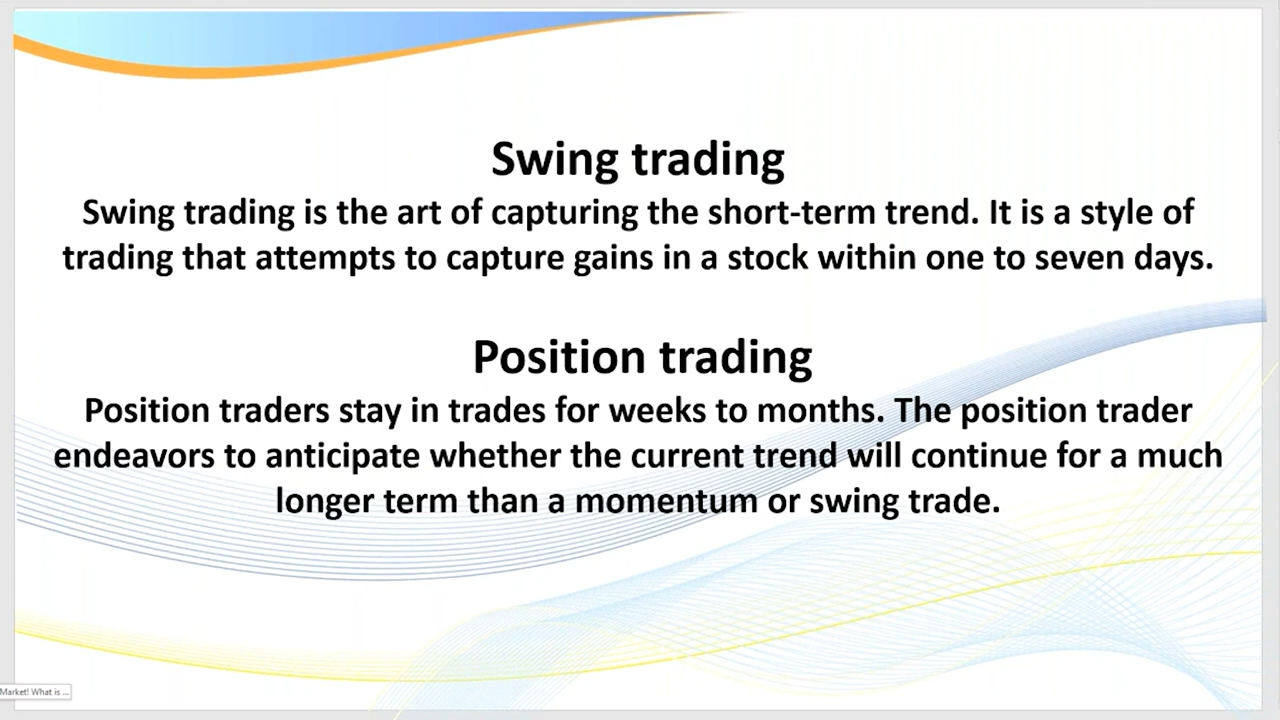 Swing trading
Swing trading is the art of capturing the short-term trend. It is a style of
trading that attempts to capture gains in a stock within one to seven days.
Position trading
Position traders stay in trades for weeks to months. The position trader
endeavors to anticipate whether the current trend will continue for a much
longer term than a momentum or swing trade.
Market! What is ...